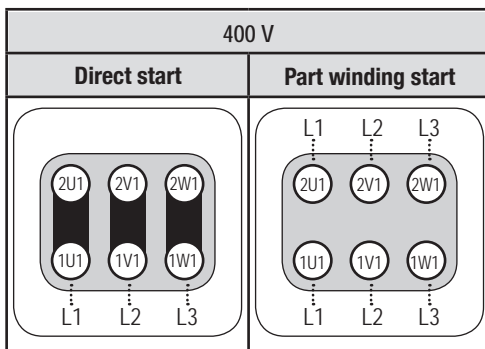 400 V
Direct start Part winding start
L1 L2 L3
2U1 2V1 2W1 2U1 2V1 2W1
1U1 1V1 1W1 1U1 1V1 1W1
L1 L2 L3 L1 L2 L3